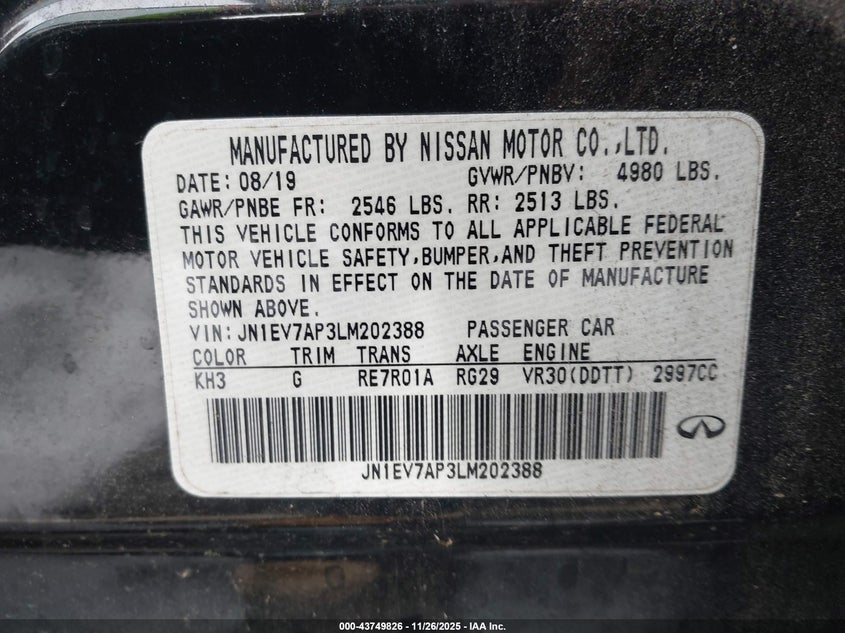 MANUFACTURED BY NISSAN MOTOR CO.,LTD.
DATE: 08/19 GVWR/PNBV: 4980 LBS.
GAWR/PNBE FR: 2546 LBS. RR: 2513 LBS.
THIS VEHICLE CONFORMS TO ALL APPLICABLE FEDERAL
MOTOR VEHICLE SAFETY,BUMPER,AND THEFT PREVENTION
STANDARDS IN EFFECT ON THE DATE OF MANUFACTURE
SHOWN ABOVE.
VIN:JN1EV7AP3LM202388 PASSENGER CAR
COLOR TRIM TRANS AXLE ENGINE
KH3 G RE7R01A RG29 VR30(DDTT) 2997CC
JN1EV7AP3LM202388
000-43749826 - 11/26/2025 - IAA Inc.